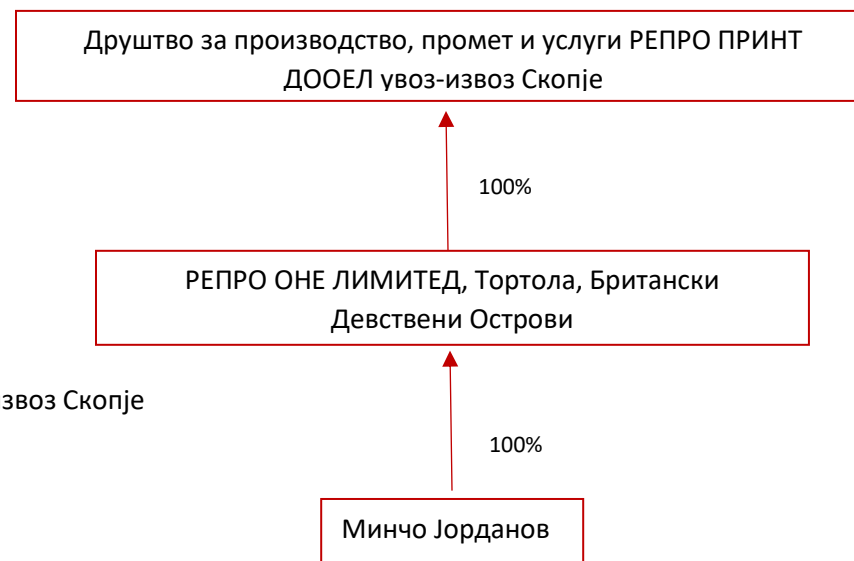 Друштво за производство, промет и услуги РЕПРО ПРИНТ
ДООЕЛ увоз-извоз Скопје
100%
РЕПРО ОНЕ ЛИМИТЕД, Тортола, Британски
Девствени Острови
звоз Скопје
100%
Минчо Јорданов